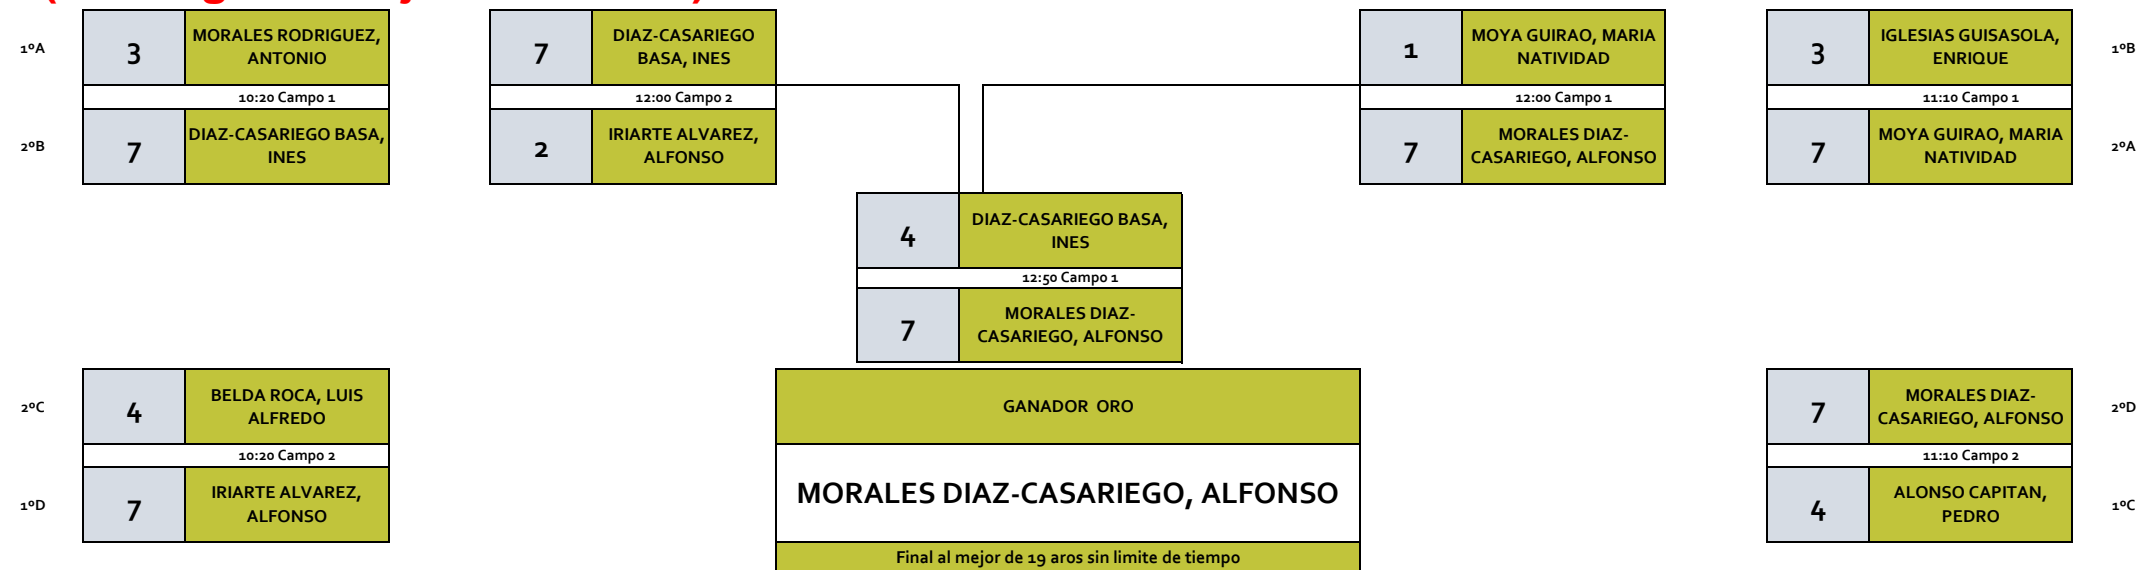 1ºA
3
MORALES RODRIGUEZ,
ANTONIO
10:20 Campo 1
2ºB
7
DIAZ-CASARIEGO BASA,
INES
7
DIAZ-CASARIEGO
BASA, INES
12:00 Campo 2
2
IRIARTE ALVAREZ,
ALFONSO
1
MOYA GUIRAO, MARIA
NATIVIDAD
12:00 Campo 1
7
MORALES DIAZ-
CASARIEGO, ALFONSO
3
IGLESIAS GUISASOLA,
ENRIQUE
1ºB
11:10 Campo 1
7
MOYA GUIRAO, MARIA
NATIVIDAD
2ºA
4
DIAZ-CASARIEGO BASA,
INES
12:50 Campo 1
7
MORALES DIAZ-
CASARIEGO, ALFONSO
2ºC
4
BELDA ROCA, LUIS
ALFREDO
10:20 Campo 2
1ºD
7
IRIARTE ALVAREZ,
ALFONSO
GANADOR ORO
MORALES DIAZ-CASARIEGO, ALFONSO
Final al mejor de 19 aros sin limite de tiempo
7
MORALES DIAZ-
CASARIEGO, ALFONSO
2ºD
11:10 Campo 2
4
ALONSO CAPITAN,
PEDRO
1ºC